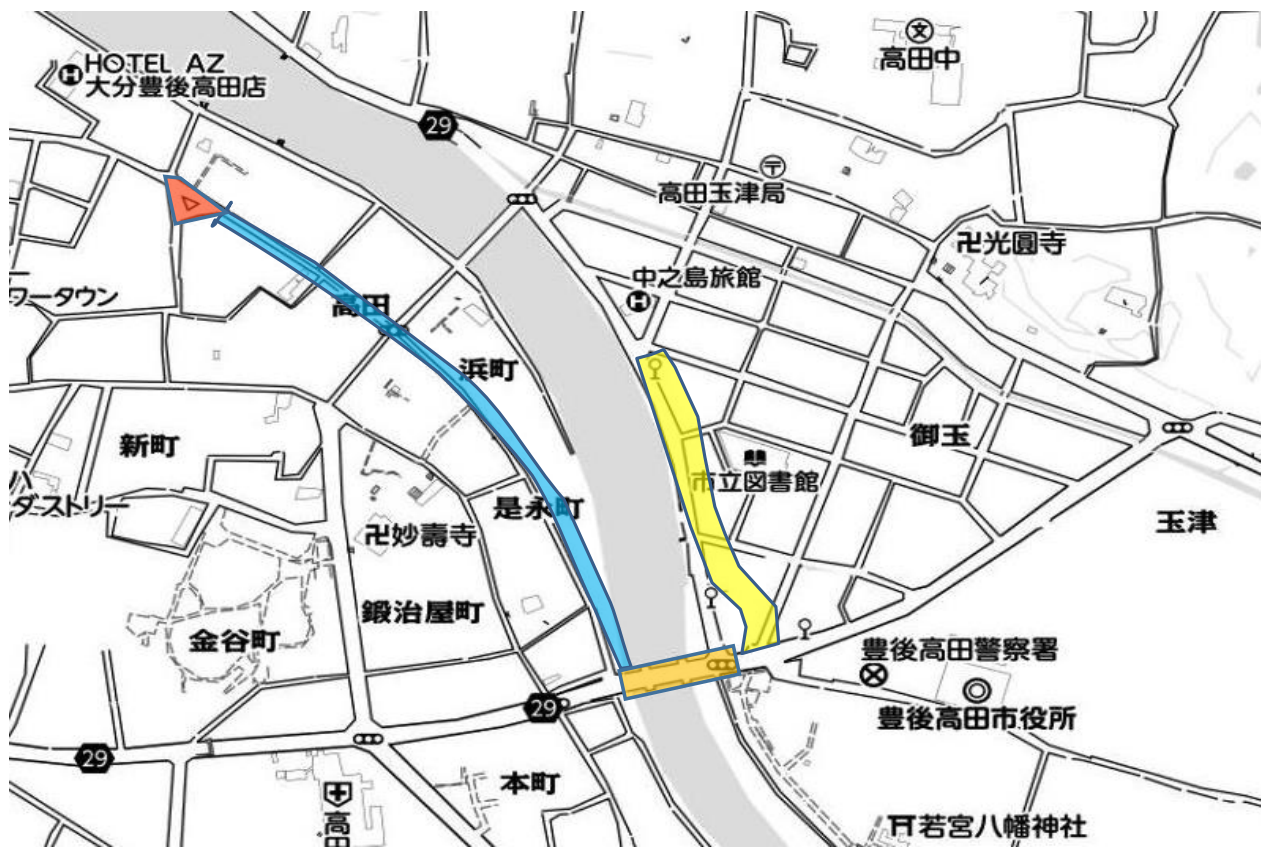 HOTEL AZ
大分豊後高田店
29
高田中
高田玉津局
卍光圓寺
中之島旅館
高田
浜町
御玉
新町
市立図書館
是永町
玉津
卍妙壽寺
鍛治屋町
金谷町
豊後高田警察署
豊後高田市役所
29
29
本町
若宮八幡神社
ワータウン
ダストリー